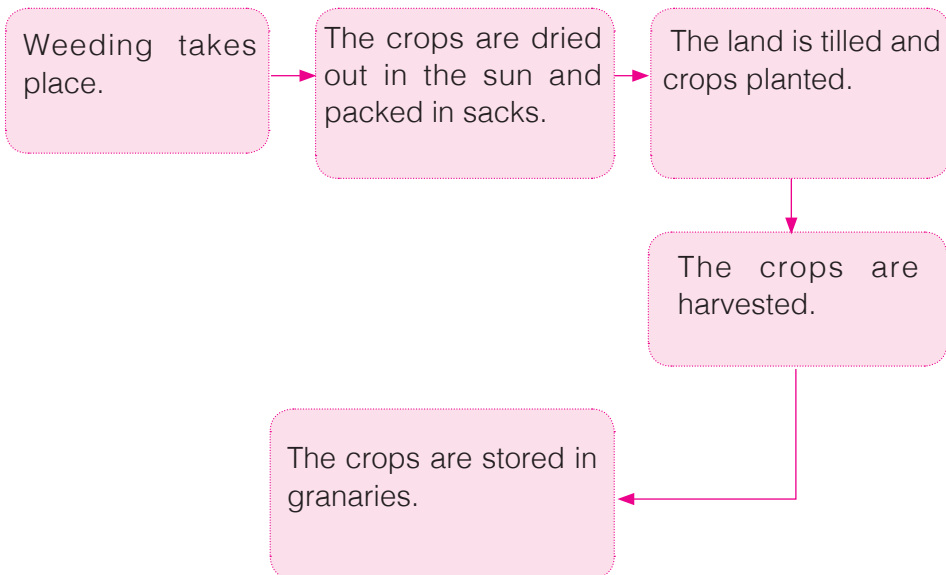 Weeding takes
place.
The crops are dried
out in the sun and
packed in sacks.
The land is tilled and
crops planted.
The crops are
harvested.
The crops are stored in
granaries.